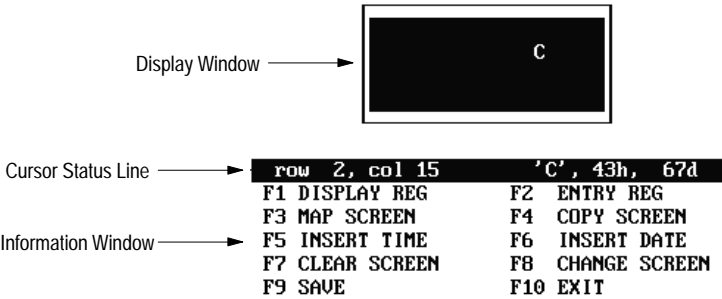 C
Display Window
Cursor Status Line
row 2, col 15 'C', 43h, 67d
F1 DISPLAY REG F2 ENTRY REG
F3 MAP SCREEN F4 COPY SCREEN
Information Window
F5 INSERT TIME F6 INSERT DATE
F7 CLEAR SCREEN F8 CHANGE SCREEN
F9 SAVE F10 EXIT